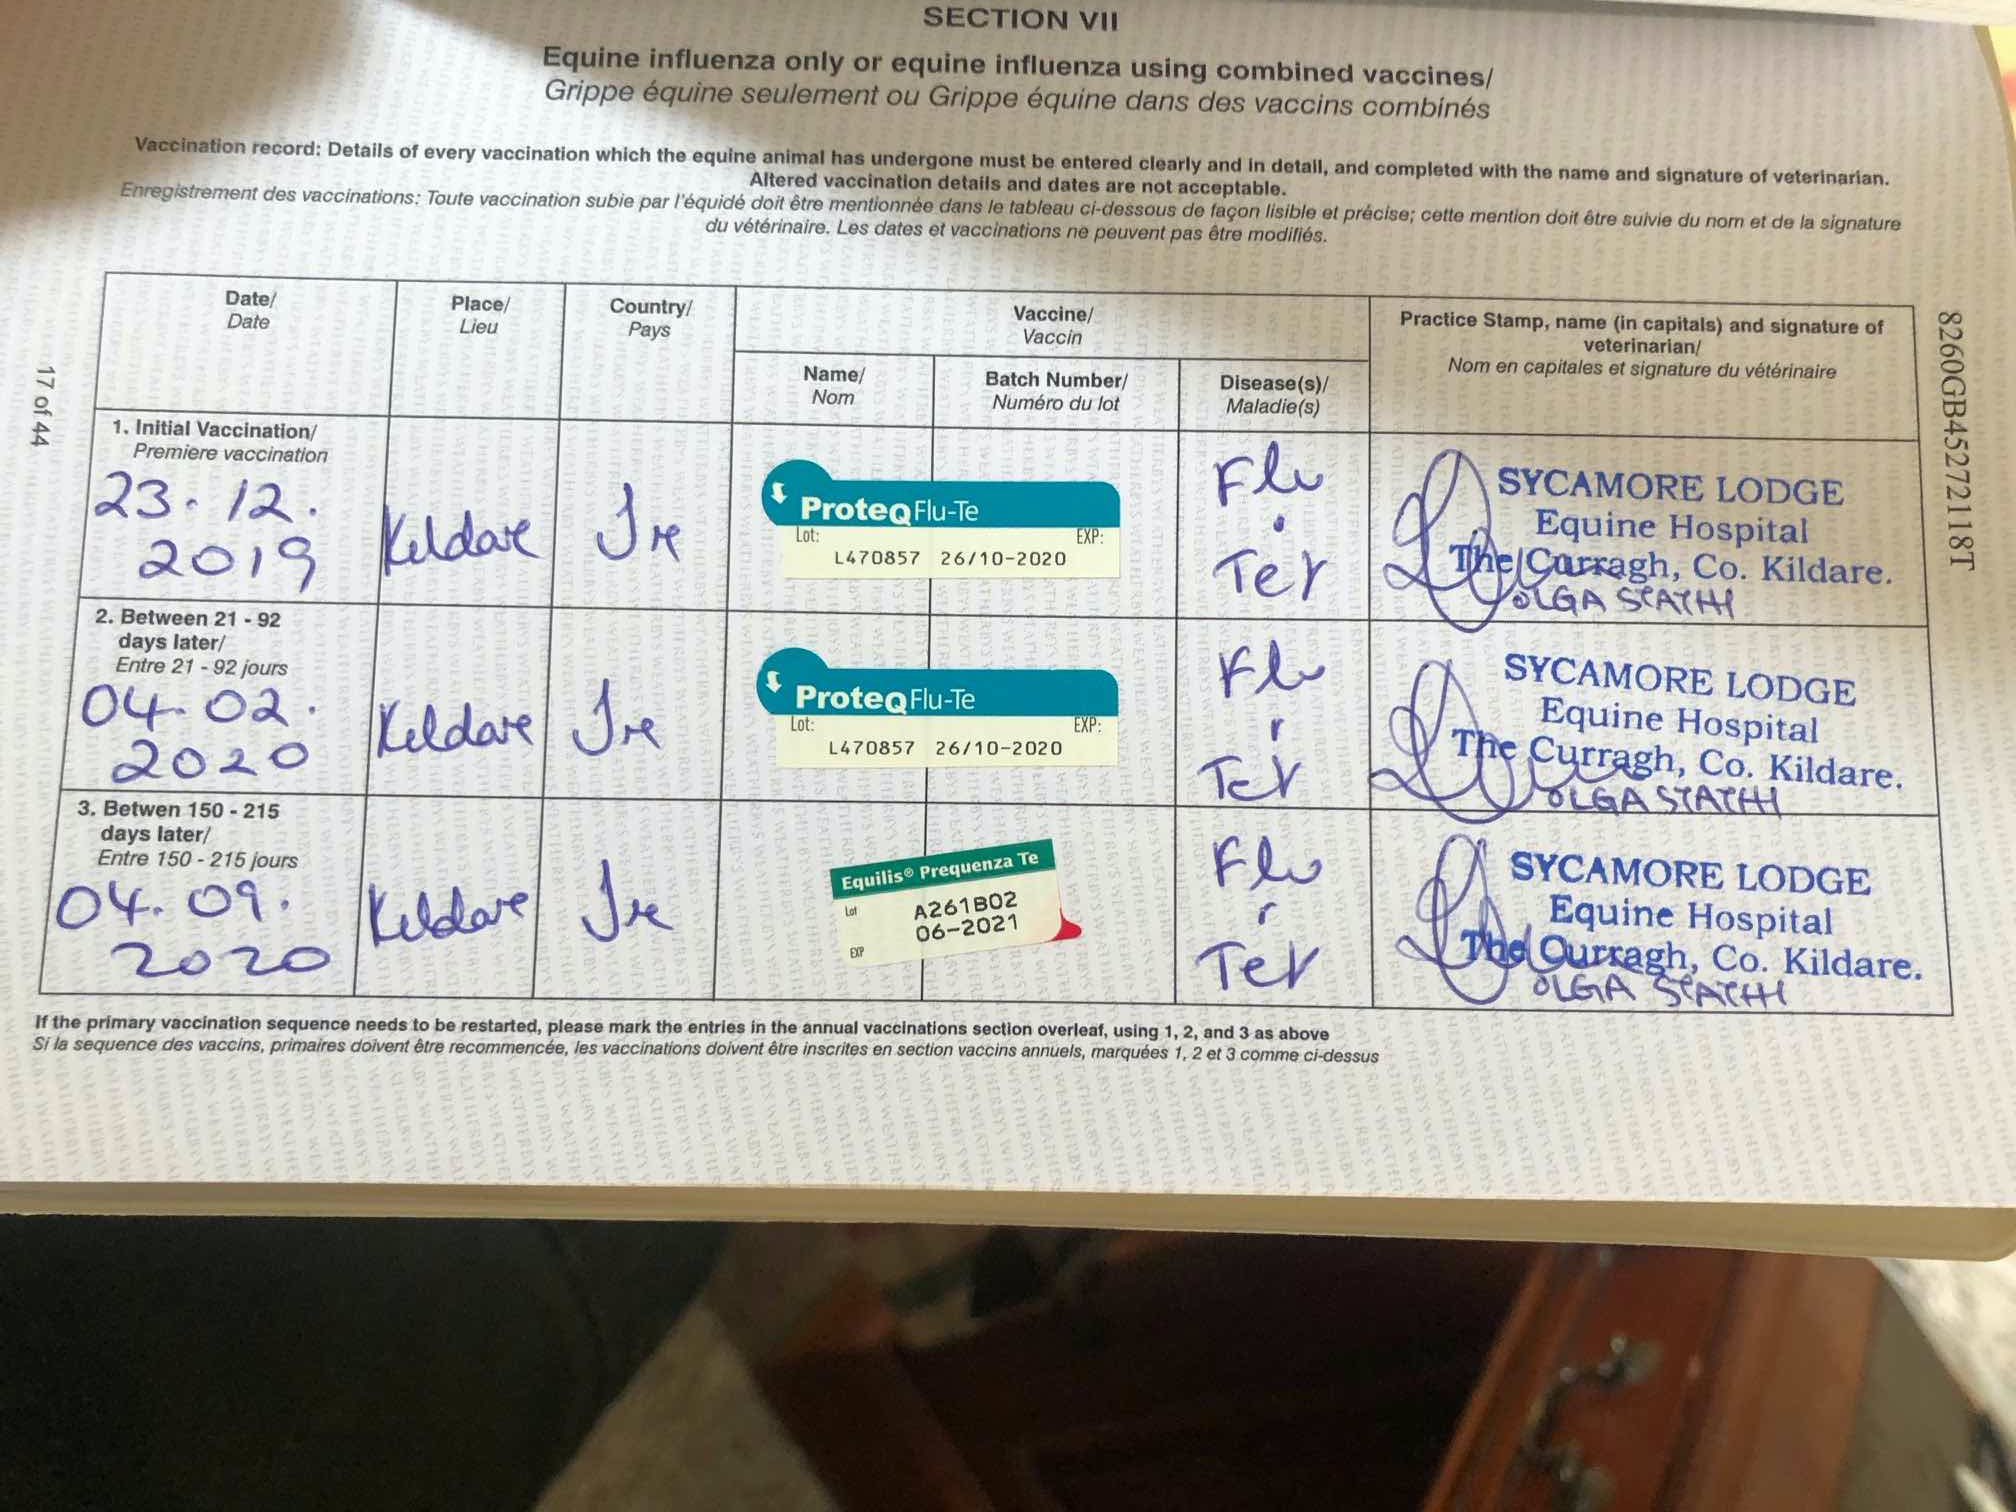 SECTION VII
Equine influenza only or equine influenza using combined vaccines/
Grippe équine seulement ou Grippe équine dans des vaccins combinés
Vaccination record: Details of every vaccination which the equine animal has undergone must be entered clearly and in detail, and completed with the name and signature of veterinarian.
Altered vaccination details and dates are not acceptable.
Enregistrement des vaccinations: Toute vaccination subie par l'équidé doit être mentionnée dans le tableau ci-dessous de façon lisible et précise; cette mention doit être suivie du nom et de la signature
du vétérinaire. Les dates et vaccinations ne peuvent pas être modifiés.
17 of 44
8260GB452721118T
Date/
Date
Place/
Lieu
Country/
Pays
Vaccine/
Vaccin
Name/
Nom
Batch Number/
Numéro du lot
Disease(s)/
Maladie(s)
Practice Stamp, name (in capitals) and signature of
veterinarian/
Nom en capitales et signature du vétérinaire
1. Initial Vaccination/
Premiere vaccination
23.12.
2019
Kildare
Ire
ProteqFlu-Te
Lot: EXP:
L470857 26/10-2020
Flu
Tet
SYCAMORE LODGE
Equine Hospital
The Curragh, Co. Kildare.
OLGA STATHI
2. Between 21 - 92
days later/
Entre 21 - 92 jours
04.02.
2020
Kildare
Ire
ProteqFlu-Te
Lot: EXP:
L470857 26/10-2020
Flu
Tet
SYCAMORE LODGE
Equine Hospital
The Curragh, Co. Kildare.
OLGA STATHI
3. Betwen 150 - 215
days later/
Entre 150 - 215 jours
04.09.
2020
Kildare
Ire
Equilis® Prequenza Te
Lot A261B02
06-2021
EXP
Flu
Tet
SYCAMORE LODGE
Equine Hospital
The Curragh, Co. Kildare.
OLGA STATHI
If the primary vaccination sequence needs to be restarted, please mark the entries in the annual vaccinations section overleaf, using 1, 2, and 3 as above
Si la sequence des vaccins, primaires doivent être recommencée, les vaccinations doivent être inscrites en section vaccins annuels, marquées 1, 2 et 3 comme ci-dessus